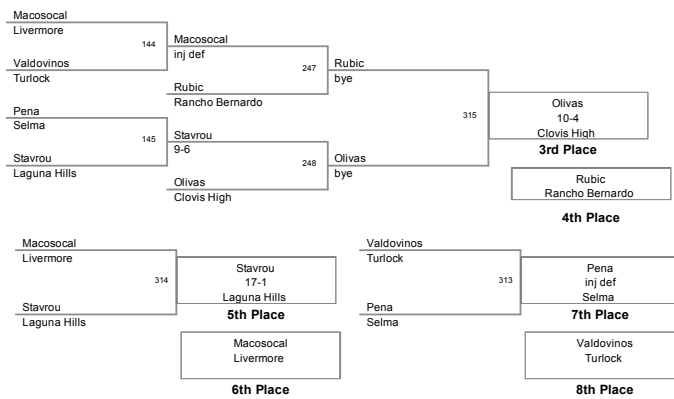 Macosocal
Livermore
144
Macosocal
inj def
Valdovinos
Turlock
247
Rubic
bye
Rubic
Rancho Bernardo
Pena
Selma
315
Olivas
10-4
Clovis High
3rd Place
145
Stavrou
9-6
Stavrou
Laguna Hills
248
Olivas
bye
Olivas
Clovis High
Rubic
Rancho Bernardo
4th Place
Macosocal
Livermore
314
Stavrou
17-1
Laguna Hills
5th Place
Stavrou
Laguna Hills
Macosocal
Livermore
6th Place
Valdovinos
Turlock
313
Pena
inj def
Selma
7th Place
Pena
Selma
Valdovinos
Turlock
8th Place